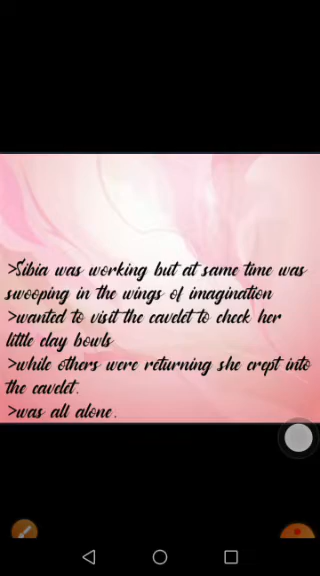 >Sibia was working but at same time was
swooping in the wings of imagination
>wanted to visit the cavelet to check her
little clay bowls
>while others were returning she crept into
the cavelet.
>was all alone.